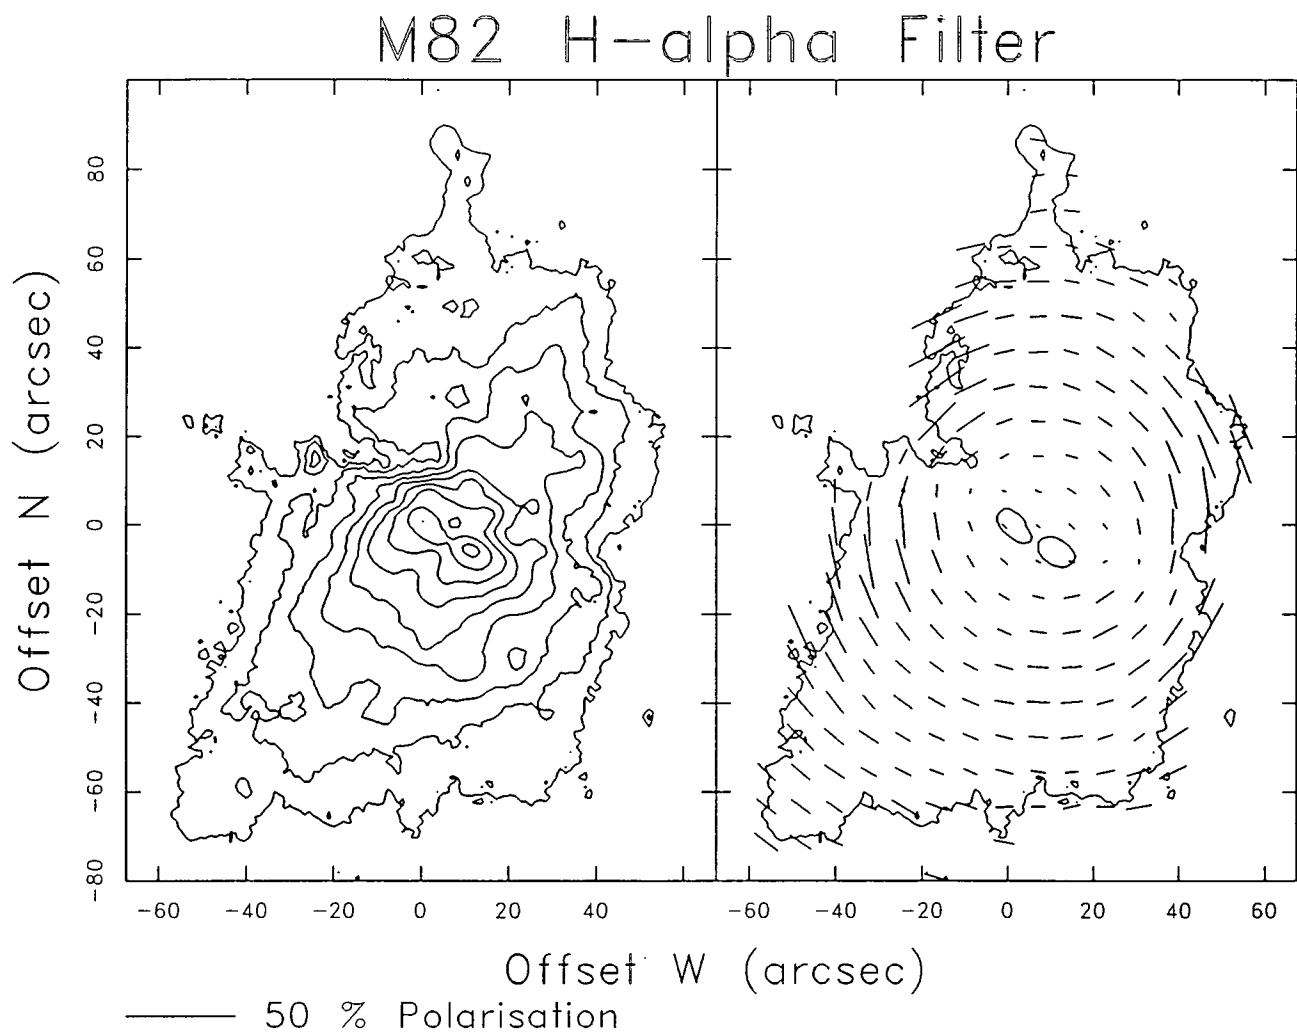 M82 H-alpha Filter
Offset N (arcsec)
80
60
40
20
0
-20
-40
-60
-80
-60 -40 -20 0 20 40
-60 -40 -20 0 20 40 60
Offset W (arcsec)
50 % Polarisation